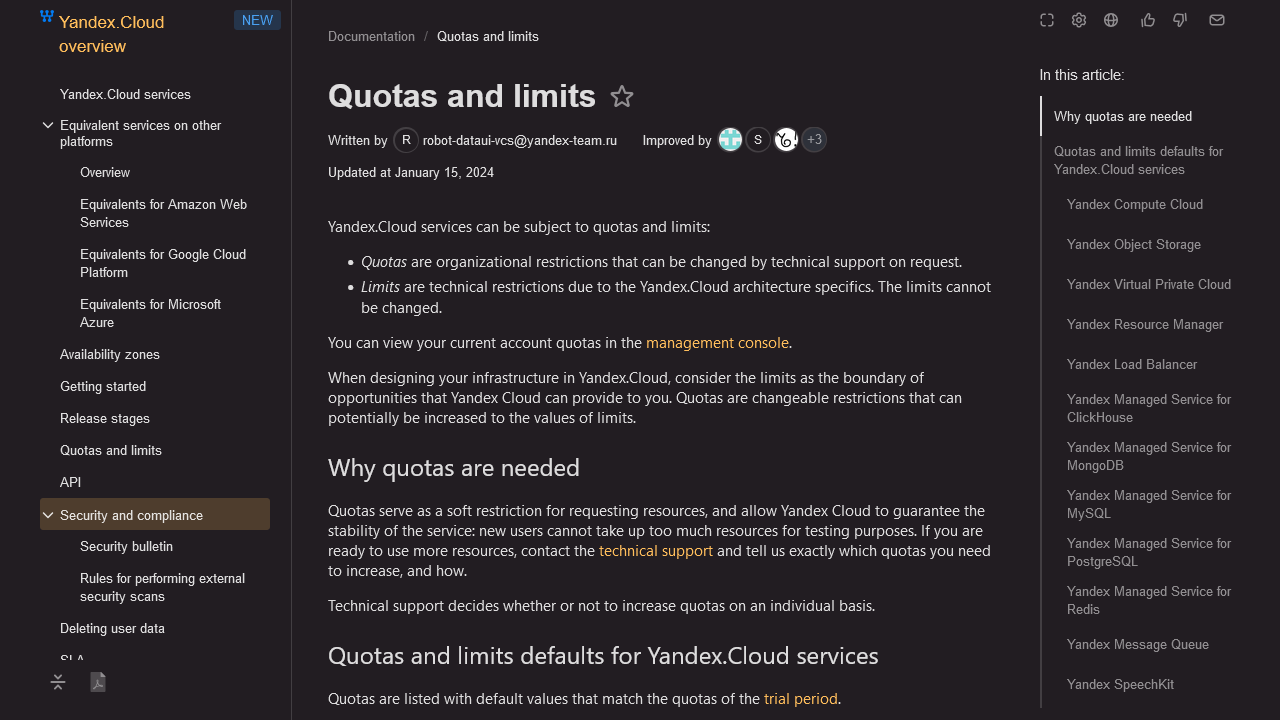 Yandex.Cloud
overview
NEW
Yandex.Cloud services
Equivalent services on other
platforms
Overview
Equivalents for Amazon Web
Services
Equivalents for Google Cloud
Platform
Equivalents for Microsoft
Azure
Availability zones
Getting started
Release stages
Quotas and limits
API
Security and compliance
Security bulletin
Rules for performing external
security scans
Deleting user data
SLA
Documentation / Quotas and limits
Quotas and limits
Written by R robot-dataui-vcs@yandex-team.ru Improved by S +3
Updated at January 15, 2024
Yandex.Cloud services can be subject to quotas and limits:
• Quotas are organizational restrictions that can be changed by technical support on request.
• Limits are technical restrictions due to the Yandex.Cloud architecture specifics. The limits cannot
be changed.
You can view your current account quotas in the management console.
When designing your infrastructure in Yandex.Cloud, consider the limits as the boundary of
opportunities that Yandex Cloud can provide to you. Quotas are changeable restrictions that can
potentially be increased to the values of limits.
Why quotas are needed
Quotas serve as a soft restriction for requesting resources, and allow Yandex Cloud to guarantee the
stability of the service: new users cannot take up too much resources for testing purposes. If you are
ready to use more resources, contact the technical support and tell us exactly which quotas you need
to increase, and how.
Technical support decides whether or not to increase quotas on an individual basis.
Quotas and limits defaults for Yandex.Cloud services
Quotas are listed with default values that match the quotas of the trial period.
In this article:
Why quotas are needed
Quotas and limits defaults for
Yandex.Cloud services
Yandex Compute Cloud
Yandex Object Storage
Yandex Virtual Private Cloud
Yandex Resource Manager
Yandex Load Balancer
Yandex Managed Service for
ClickHouse
Yandex Managed Service for
MongoDB
Yandex Managed Service for
MySQL
Yandex Managed Service for
PostgreSQL
Yandex Managed Service for
Redis
Yandex Message Queue
Yandex SpeechKit